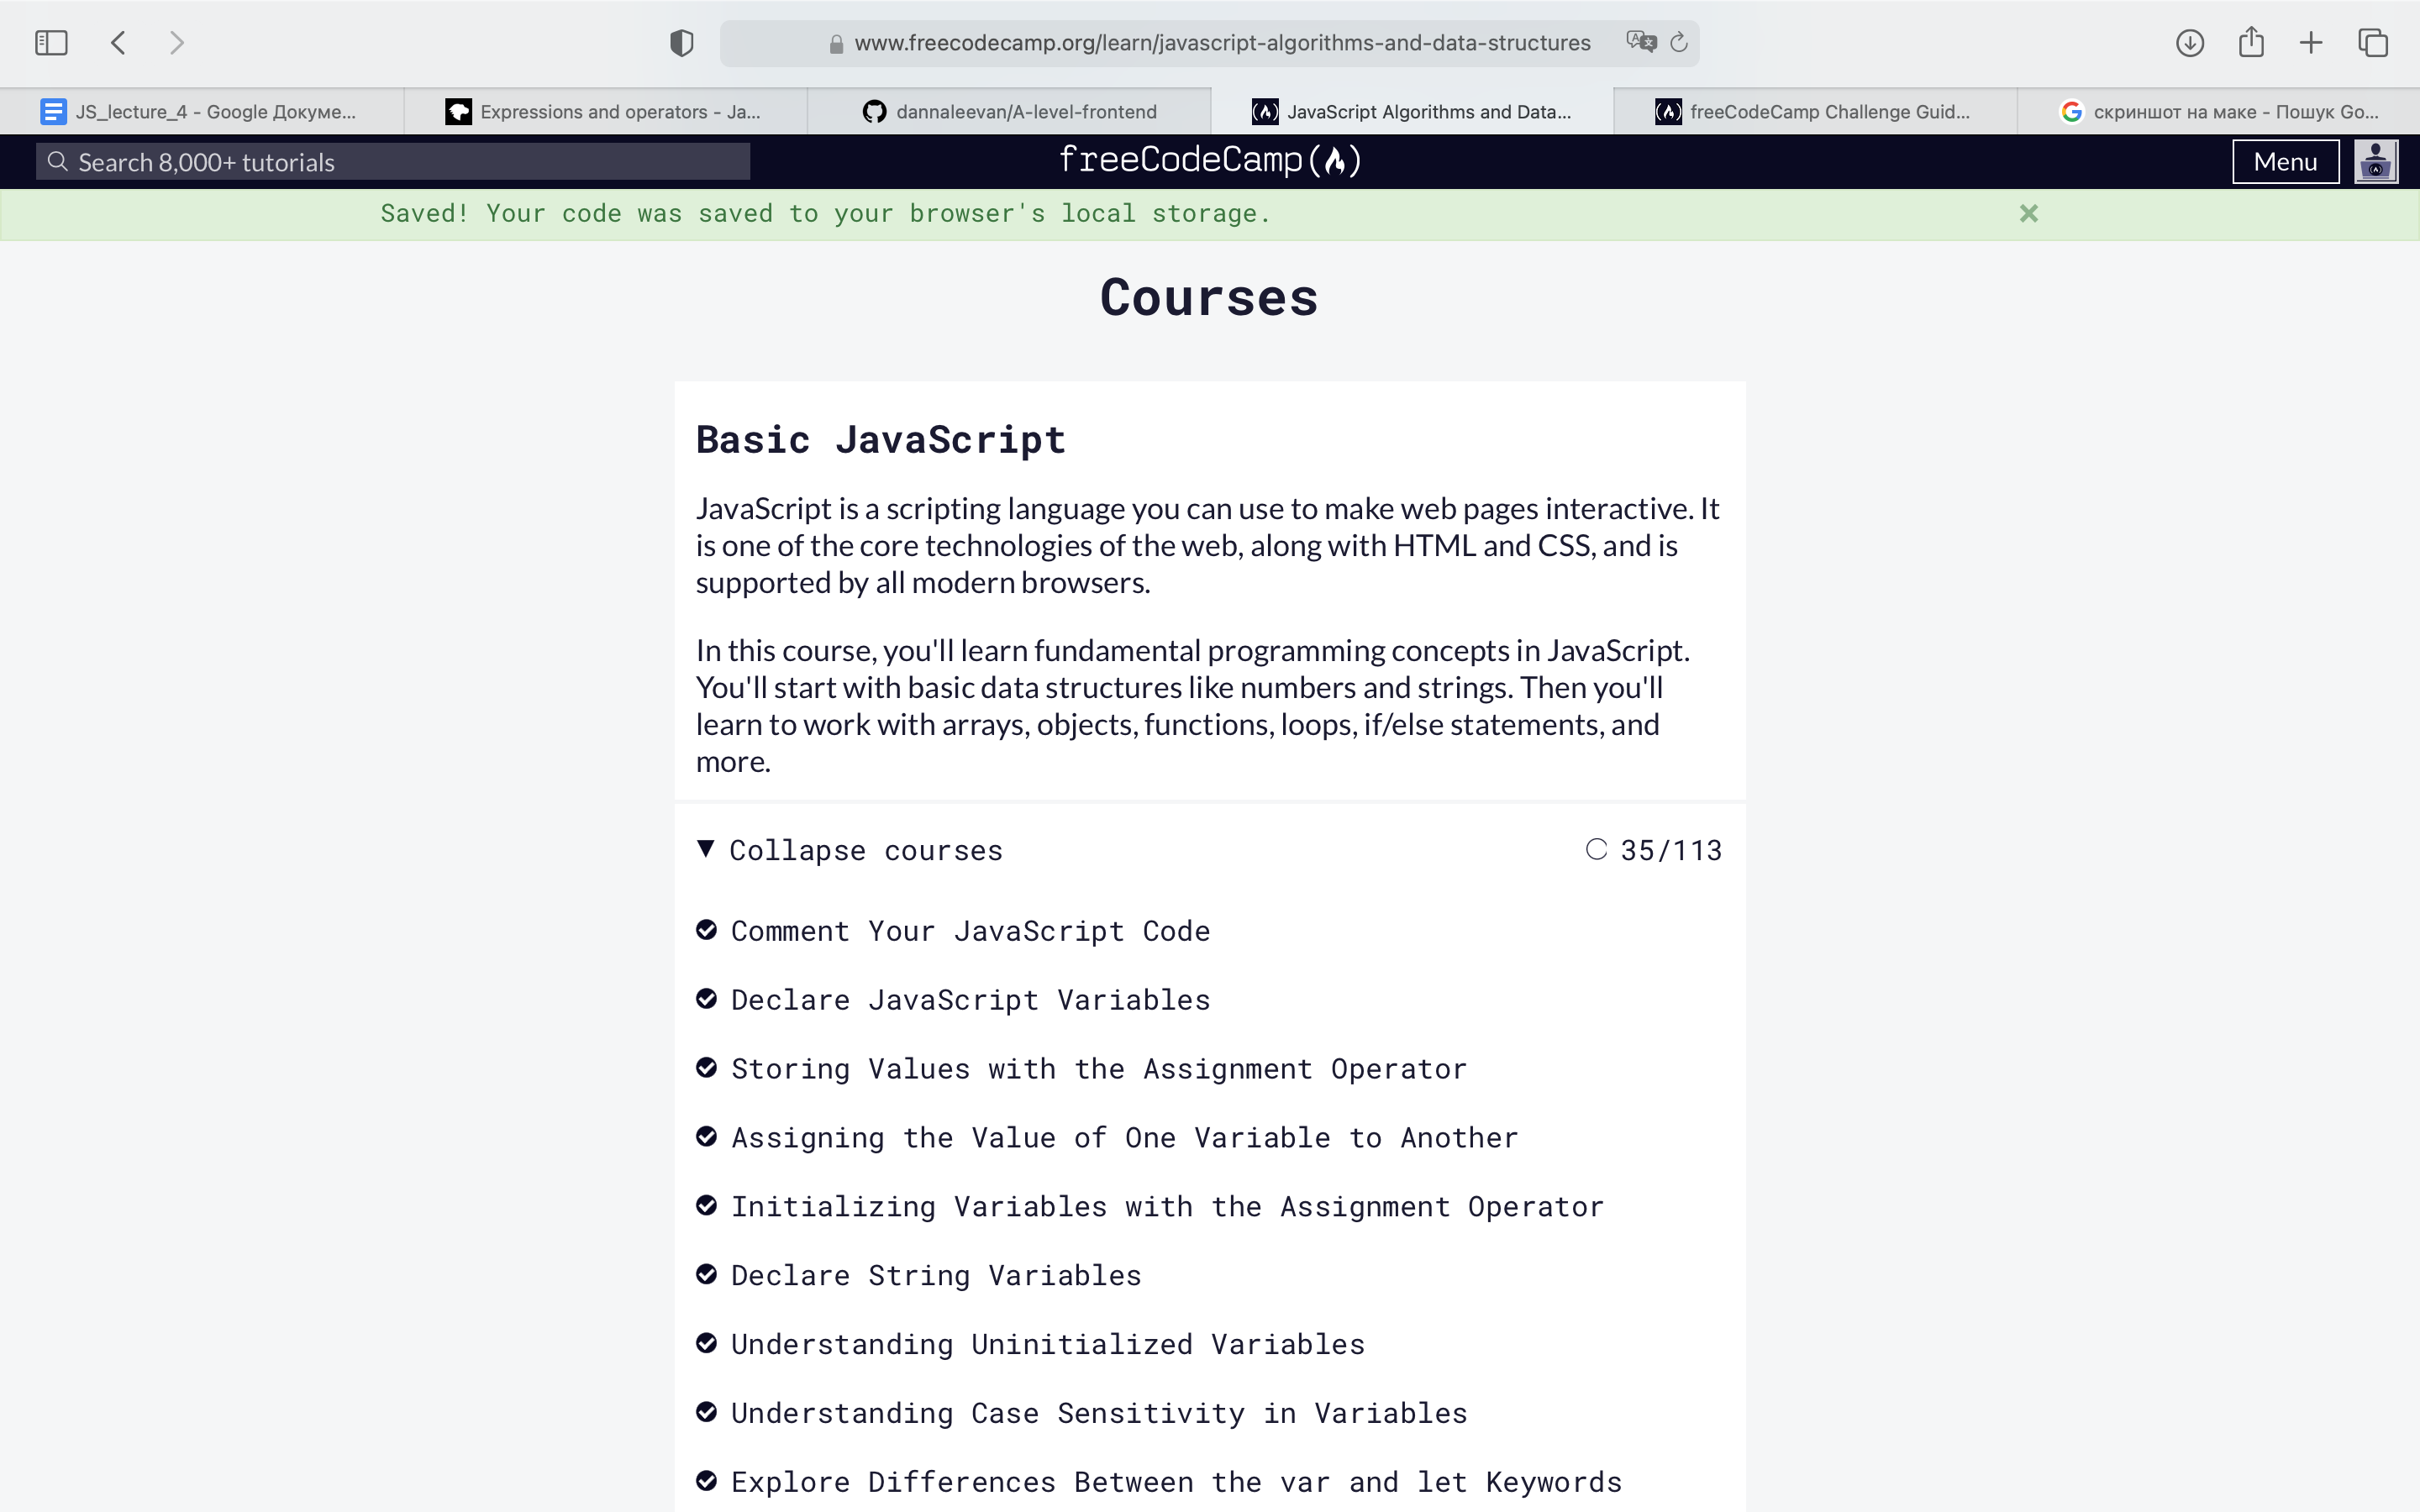 www.freecodecamp.org/learn/javascript-algorithms-and-data-structures
JS_lecture_4 - Google Докуме...
Expressions and operators - Ja...
dannaleevan/A-level-frontend
JavaScript Algorithms and Data...
freeCodeCamp Challenge Guid...
скриншот на маке - Пошук Go...
Search 8,000+ tutorials
freeCodeCamp
Menu
Saved! Your code was saved to your browser's local storage.
Courses
Basic JavaScript
JavaScript is a scripting language you can use to make web pages interactive. It
is one of the core technologies of the web, along with HTML and CSS, and is
supported by all modern browsers.
In this course, you'll learn fundamental programming concepts in JavaScript.
You'll start with basic data structures like numbers and strings. Then you'll
learn to work with arrays, objects, functions, loops, if/else statements, and
more.
Collapse courses
35/113
Comment Your JavaScript Code
Declare JavaScript Variables
Storing Values with the Assignment Operator
Assigning the Value of One Variable to Another
Initializing Variables with the Assignment Operator
Declare String Variables
Understanding Uninitialized Variables
Understanding Case Sensitivity in Variables
Explore Differences Between the var and let Keywords